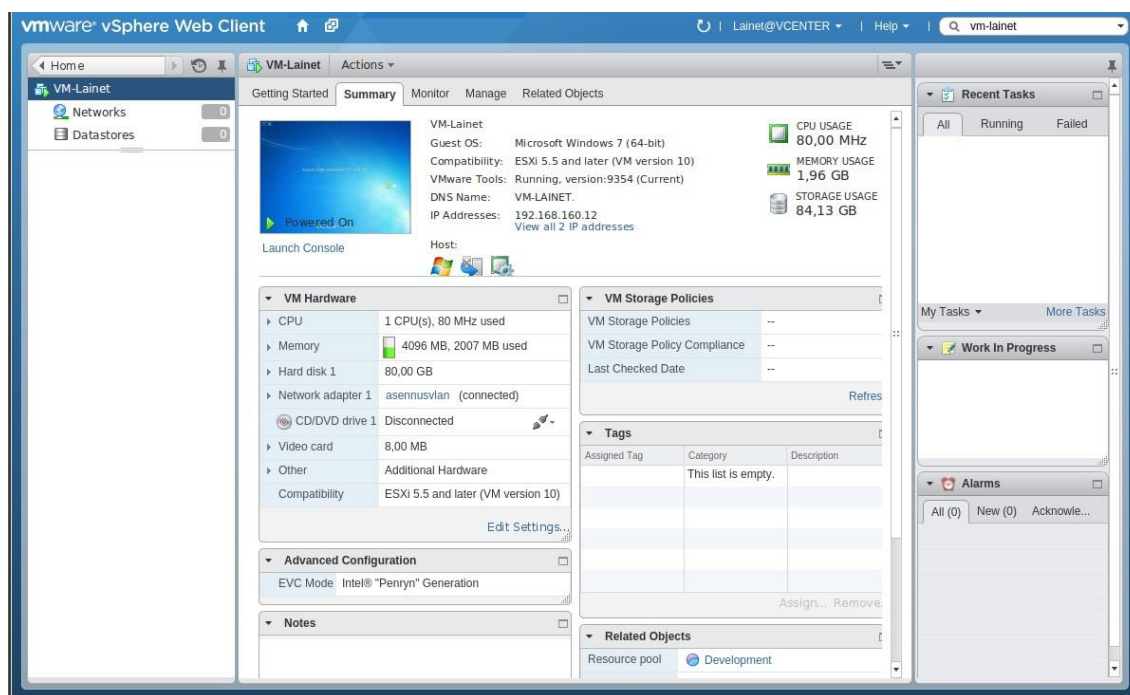 vmware® vSphere Web Client
Lainet@VCENTER
Help
vm-lainet
Home
VM-Lainet
Networks 0
Datastores 0
VM-Lainet Actions
Getting Started Summary Monitor Manage Related Objects
Powered On
Launch Console
VM-Lainet
Guest OS: Microsoft Windows 7 (64-bit)
Compatibility: ESXi 5.5 and later (VM version 10)
VMware Tools: Running, version:9354 (Current)
DNS Name: VM-LAINET.
IP Addresses: 192.168.160.12
View all 2 IP addresses
Host:
CPU USAGE
80,00 MHz
MEMORY USAGE
1,96 GB
STORAGE USAGE
84,13 GB
VM Hardware
CPU 1 CPU(s), 80 MHz used
Memory 4096 MB, 2007 MB used
Hard disk 1 80,00 GB
Network adapter 1 asennusvlan (connected)
CD/DVD drive 1 Disconnected
Video card 8,00 MB
Other Additional Hardware
Compatibility ESXi 5.5 and later (VM version 10)
Edit Settings...
Advanced Configuration
EVC Mode Intel® "Penryn" Generation
Notes
VM Storage Policies
VM Storage Policies --
VM Storage Policy Compliance --
Last Checked Date --
Refres
Tags
Assigned Tag Category Description
This list is empty.
Assign... Remove.
Related Objects
Resource pool Development
Recent Tasks
All Running Failed
My Tasks More Tasks
Work In Progress
Alarms
All (0) New (0) Acknowle...